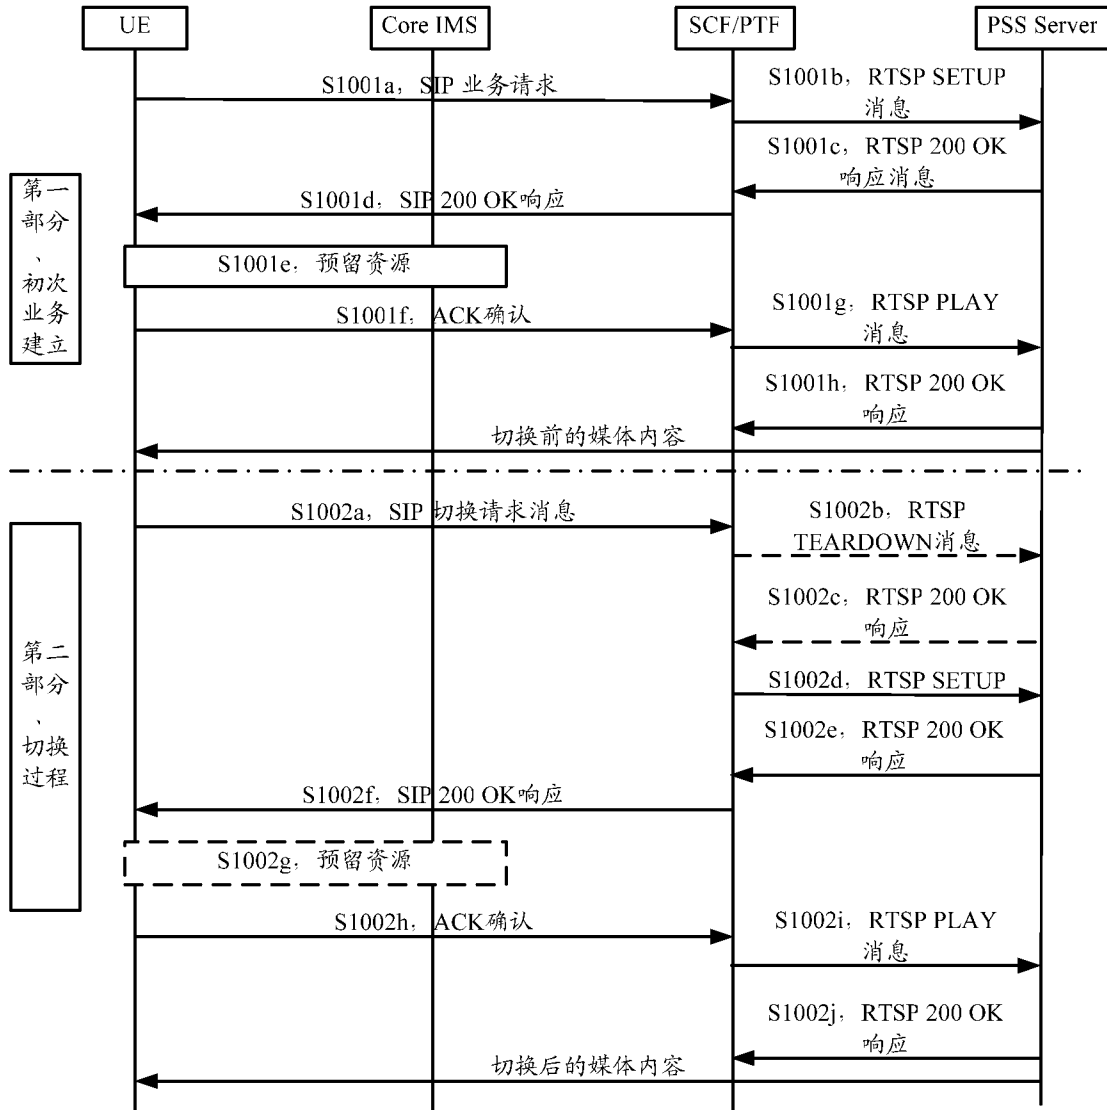 UE
Core IMS
SCF/PTF
PSS Server
S1001a，SIP 业务请求
S1001b，RTSP SETUP
消息
S1001c，RTSP 200 OK
响应消息
S1001d，SIP 200 OK响应
第一
部分
、
初次
业务
建立
S1001e，预留资源
S1001f，ACK确认
S1001g，RTSP PLAY
消息
S1001h，RTSP 200 OK
响应
切换前的媒体内容
S1002a，SIP 切换请求消息
S1002b，RTSP
TEARDOWN消息
S1002c，RTSP 200 OK
响应
第二
部分
、
切换
过程
S1002d，RTSP SETUP
S1002e，RTSP 200 OK
响应
S1002f，SIP 200 OK响应
S1002g，预留资源
S1002h，ACK确认
S1002i，RTSP PLAY
消息
S1002j，RTSP 200 OK
响应
切换后的媒体内容